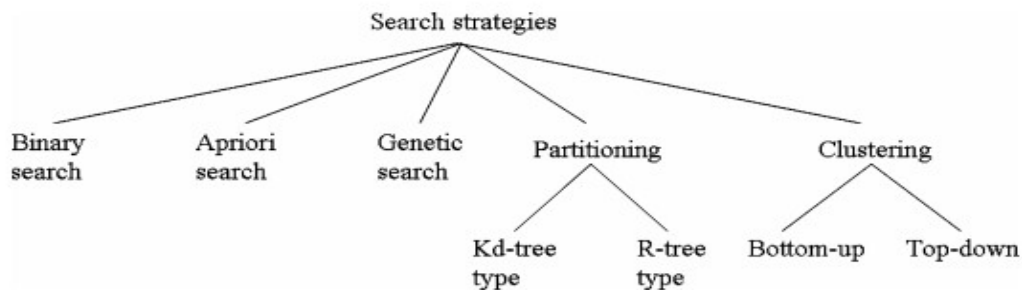 Search strategies
Binary
search
Apriori
search
Genetic
search
Partitioning
Clustering
Kd-tree
type
R-tree
type
Bottom-up
Top-down